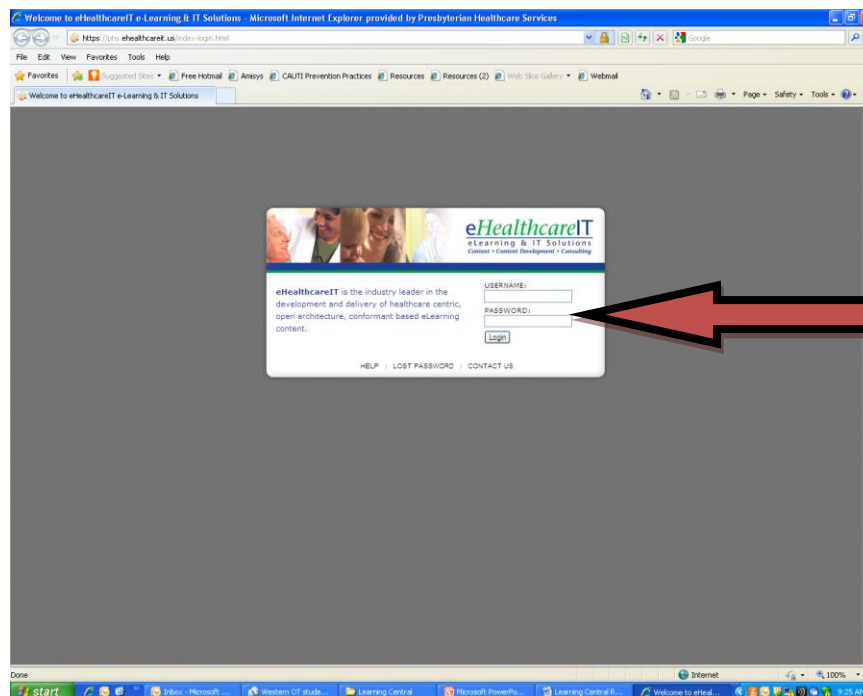 Welcome to eHealthcareIT e-Learning & IT Solutions - Microsoft Internet Explorer provided by Presbyterian Healthcare Services
https://phs.ehealthcareit.us/index-login.html
Google
File Edit View Favorites Tools Help
Favorites Suggested Sites Free Hotmail Amisys CAUTI Prevention Practices Resources Resources (2) Web Slice Gallery Webmail
Welcome to eHealthcareIT e-Learning & IT Solutions
Page Safety Tools
eHealthcareIT
eLearning & IT Solutions
Content • Content Development • Consulting
eHealthcareIT is the industry leader in the
development and delivery of healthcare centric,
open architecture, conformant based eLearning
content.
USERNAME:
PASSWORD:
Login
HELP | LOST PASSWORD | CONTACT US
Done Internet 100%
start Inbox - Microsoft ... Western OT stude... Learning Central Microsoft PowerPo... Learning Central R... Welcome to eHeal... 9:25 AM